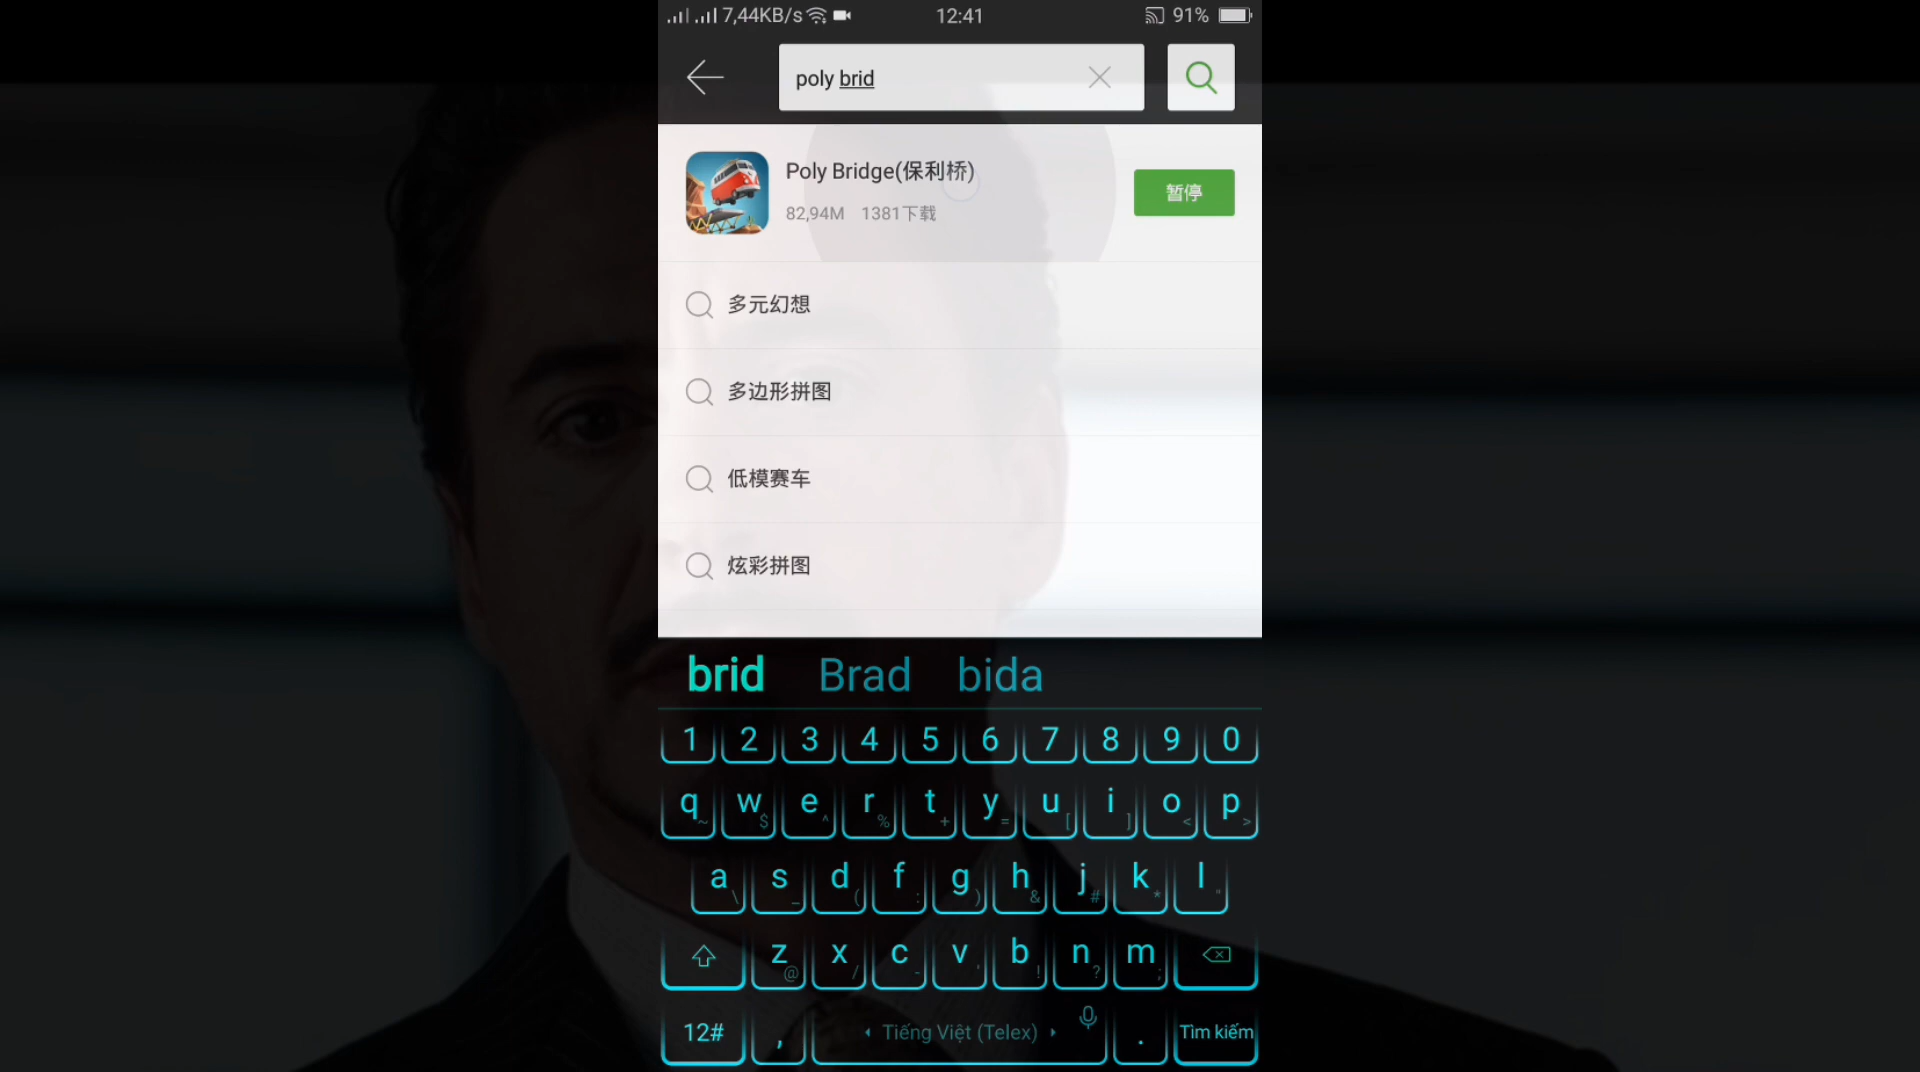 7,44KB/s 12:41 91%
poly brid
Poly Bridge(保利桥)
82,94M 1381下载
暂停
多元幻想
多边形拼图
低模赛车
炫彩拼图
brid Brad bida
1 2 3 4 5 6 7 8 9 0
q~ w$ e^ r% t+ y= u[ i] o< p>
a\ s_ d( f: g) h& j# k* l"
z@ x/ c- v' b! n? m;
12# , Tiếng Việt (Telex) . Tìm kiếm